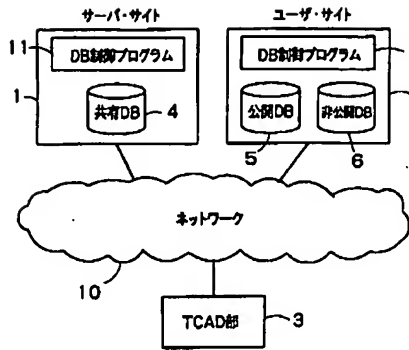 サーバ・サイト
ユーザ・サイト
11
DB制御プログラム
DB制御プログラム
1
共有DB
4
公開DB
非公開DB
5
6
ネットワーク
10
TCAD部
3